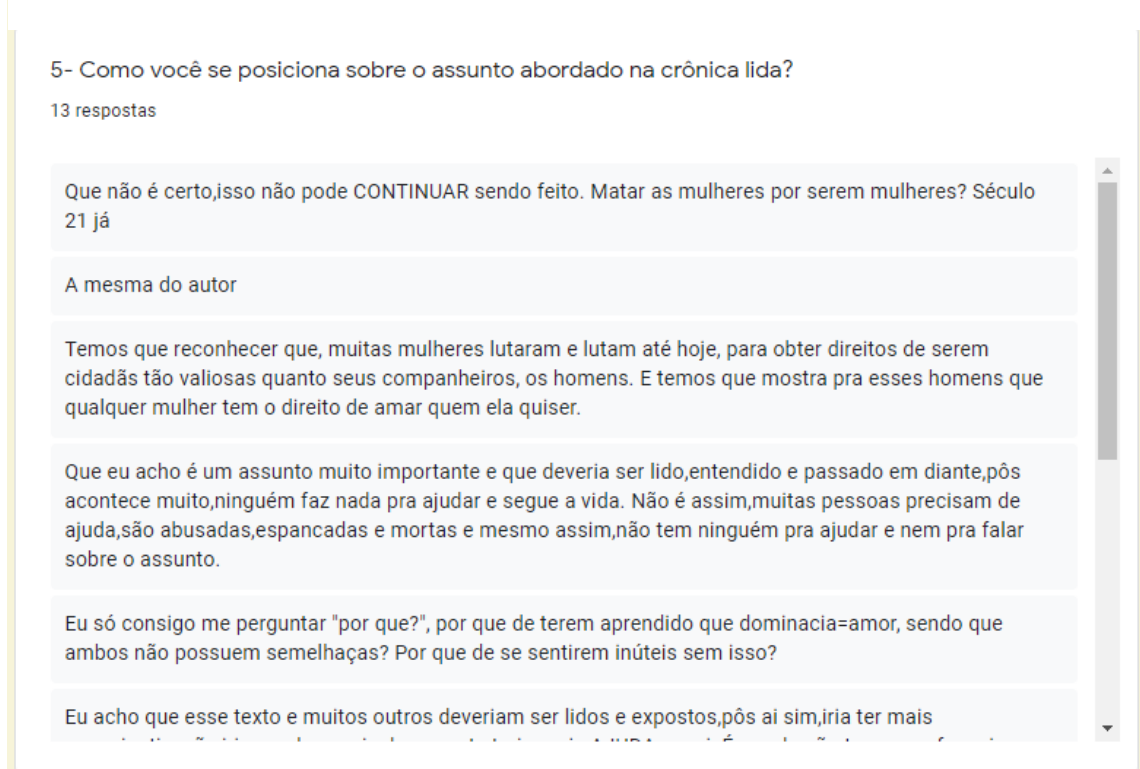 5- Como você se posiciona sobre o assunto abordado na crônica lida?
13 respostas
Que não é certo,isso não pode CONTINUAR sendo feito. Matar as mulheres por serem mulheres? Século
21 já
A mesma do autor
Temos que reconhecer que, muitas mulheres lutaram e lutam até hoje, para obter direitos de serem
cidadãs tão valiosas quanto seus companheiros, os homens. E temos que mostra pra esses homens que
qualquer mulher tem o direito de amar quem ela quiser.
Que eu acho é um assunto muito importante e que deveria ser lido,entendido e passado em diante,pôs
acontece muito,ninguém faz nada pra ajudar e segue a vida. Não é assim,muitas pessoas precisam de
ajuda,são abusadas,espancadas e mortas e mesmo assim,não tem ninguém pra ajudar e nem pra falar
sobre o assunto.
Eu só consigo me perguntar "por que?", por que de terem aprendido que dominacia=amor, sendo que
ambos não possuem semelhaças? Por que de se sentirem inúteis sem isso?
Eu acho que esse texto e muitos outros deveriam ser lidos e expostos,pôs ai sim,iria ter mais